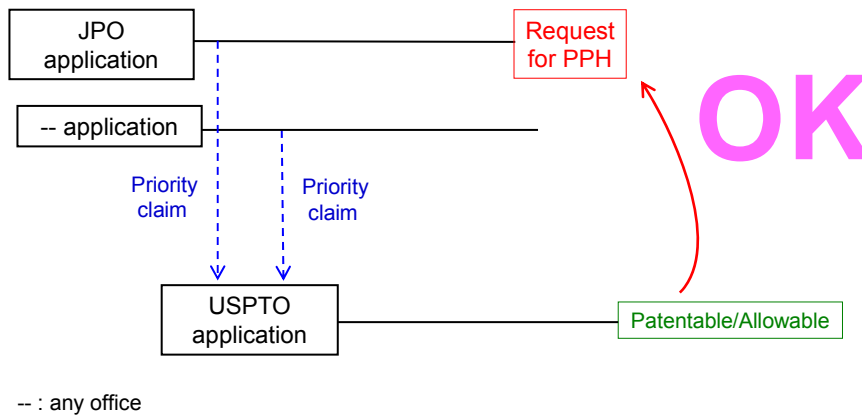 JPO
application
Request
for PPH
OK
-- application
Priority
claim
Priority
claim
USPTO
application
Patentable/Allowable
-- : any office